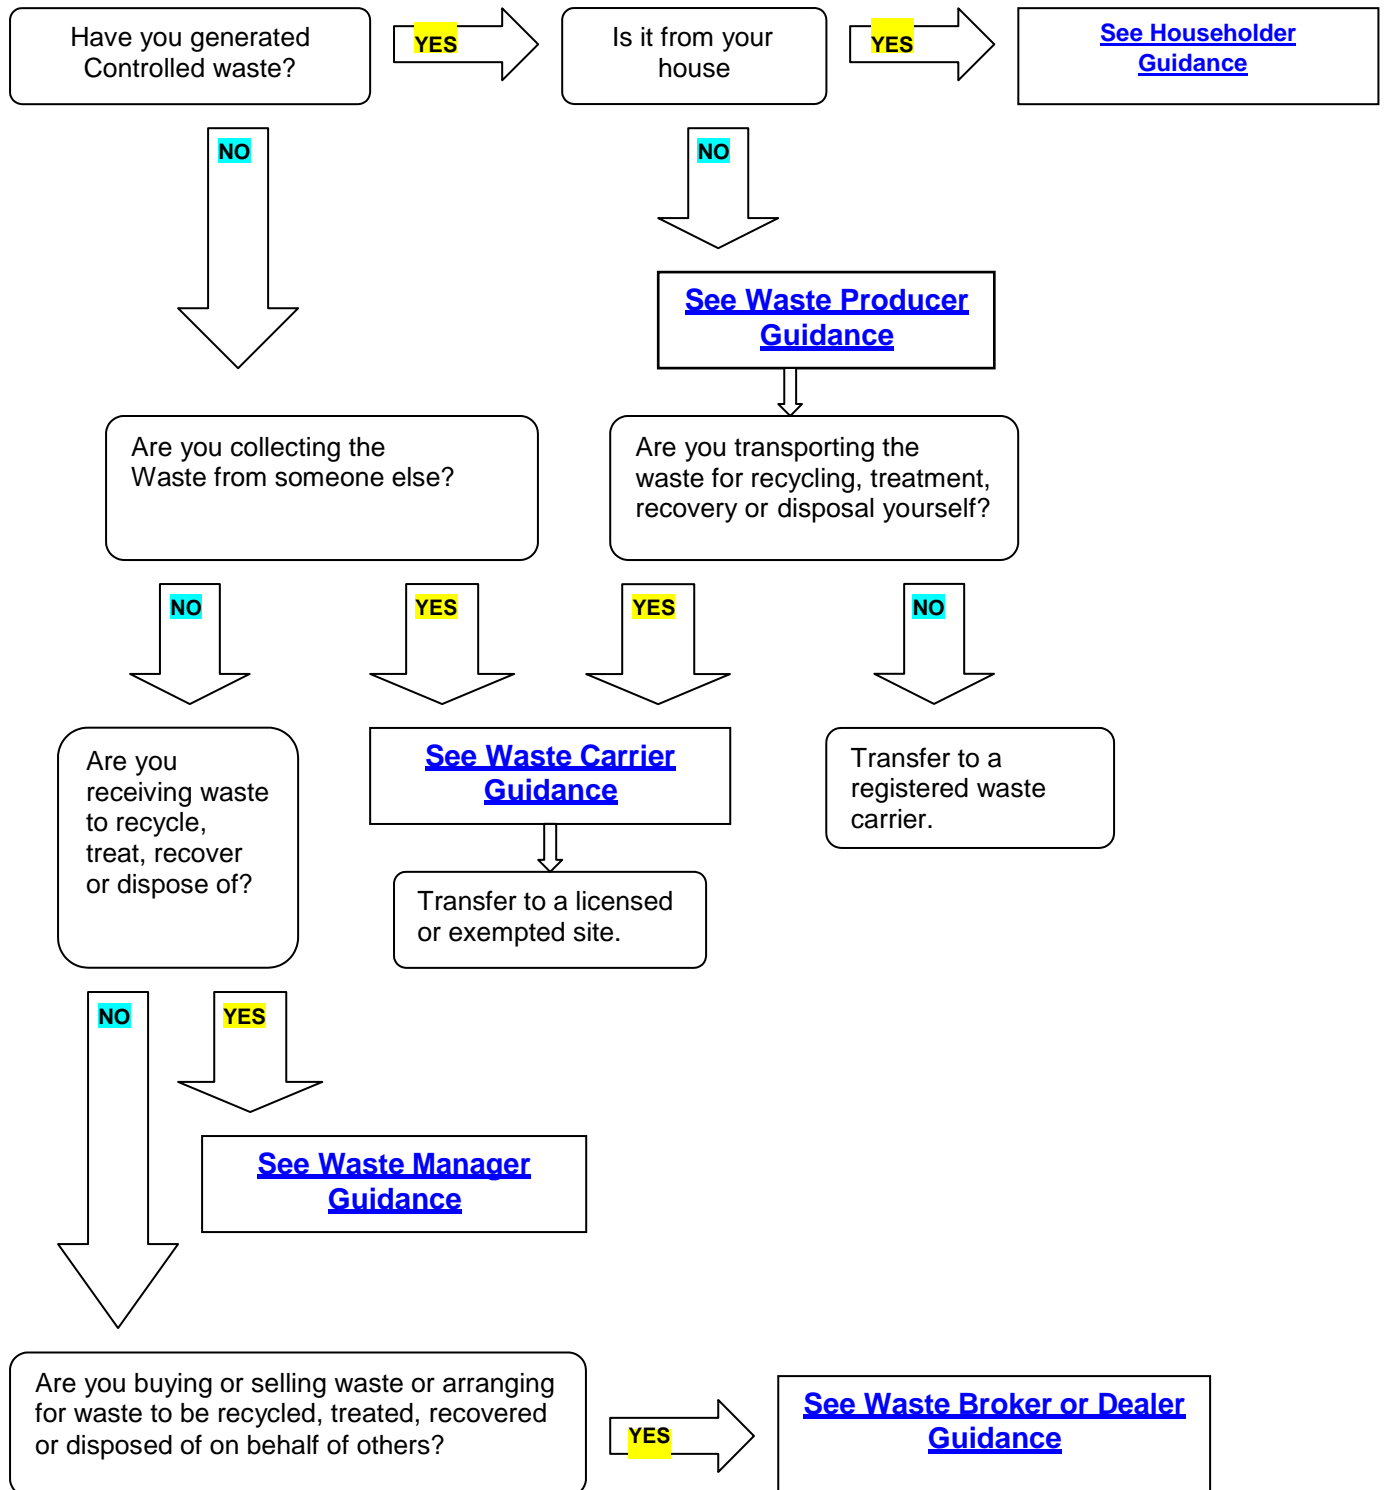 Have you generated
Controlled waste?
YES
Is it from your
house
YES
See Householder
Guidance
NO
NO
See Waste Producer
Guidance
Are you collecting the
Waste from someone else?
Are you transporting the
waste for recycling, treatment,
recovery or disposal yourself?
NO
YES
YES
NO
Are you
receiving waste
to recycle,
treat, recover
or dispose of?
See Waste Carrier
Guidance
Transfer to a
registered waste
carrier.
Transfer to a licensed
or exempted site.
NO
YES
See Waste Manager
Guidance
Are you buying or selling waste or arranging
for waste to be recycled, treated, recovered
or disposed of on behalf of others?
YES
See Waste Broker or Dealer
Guidance